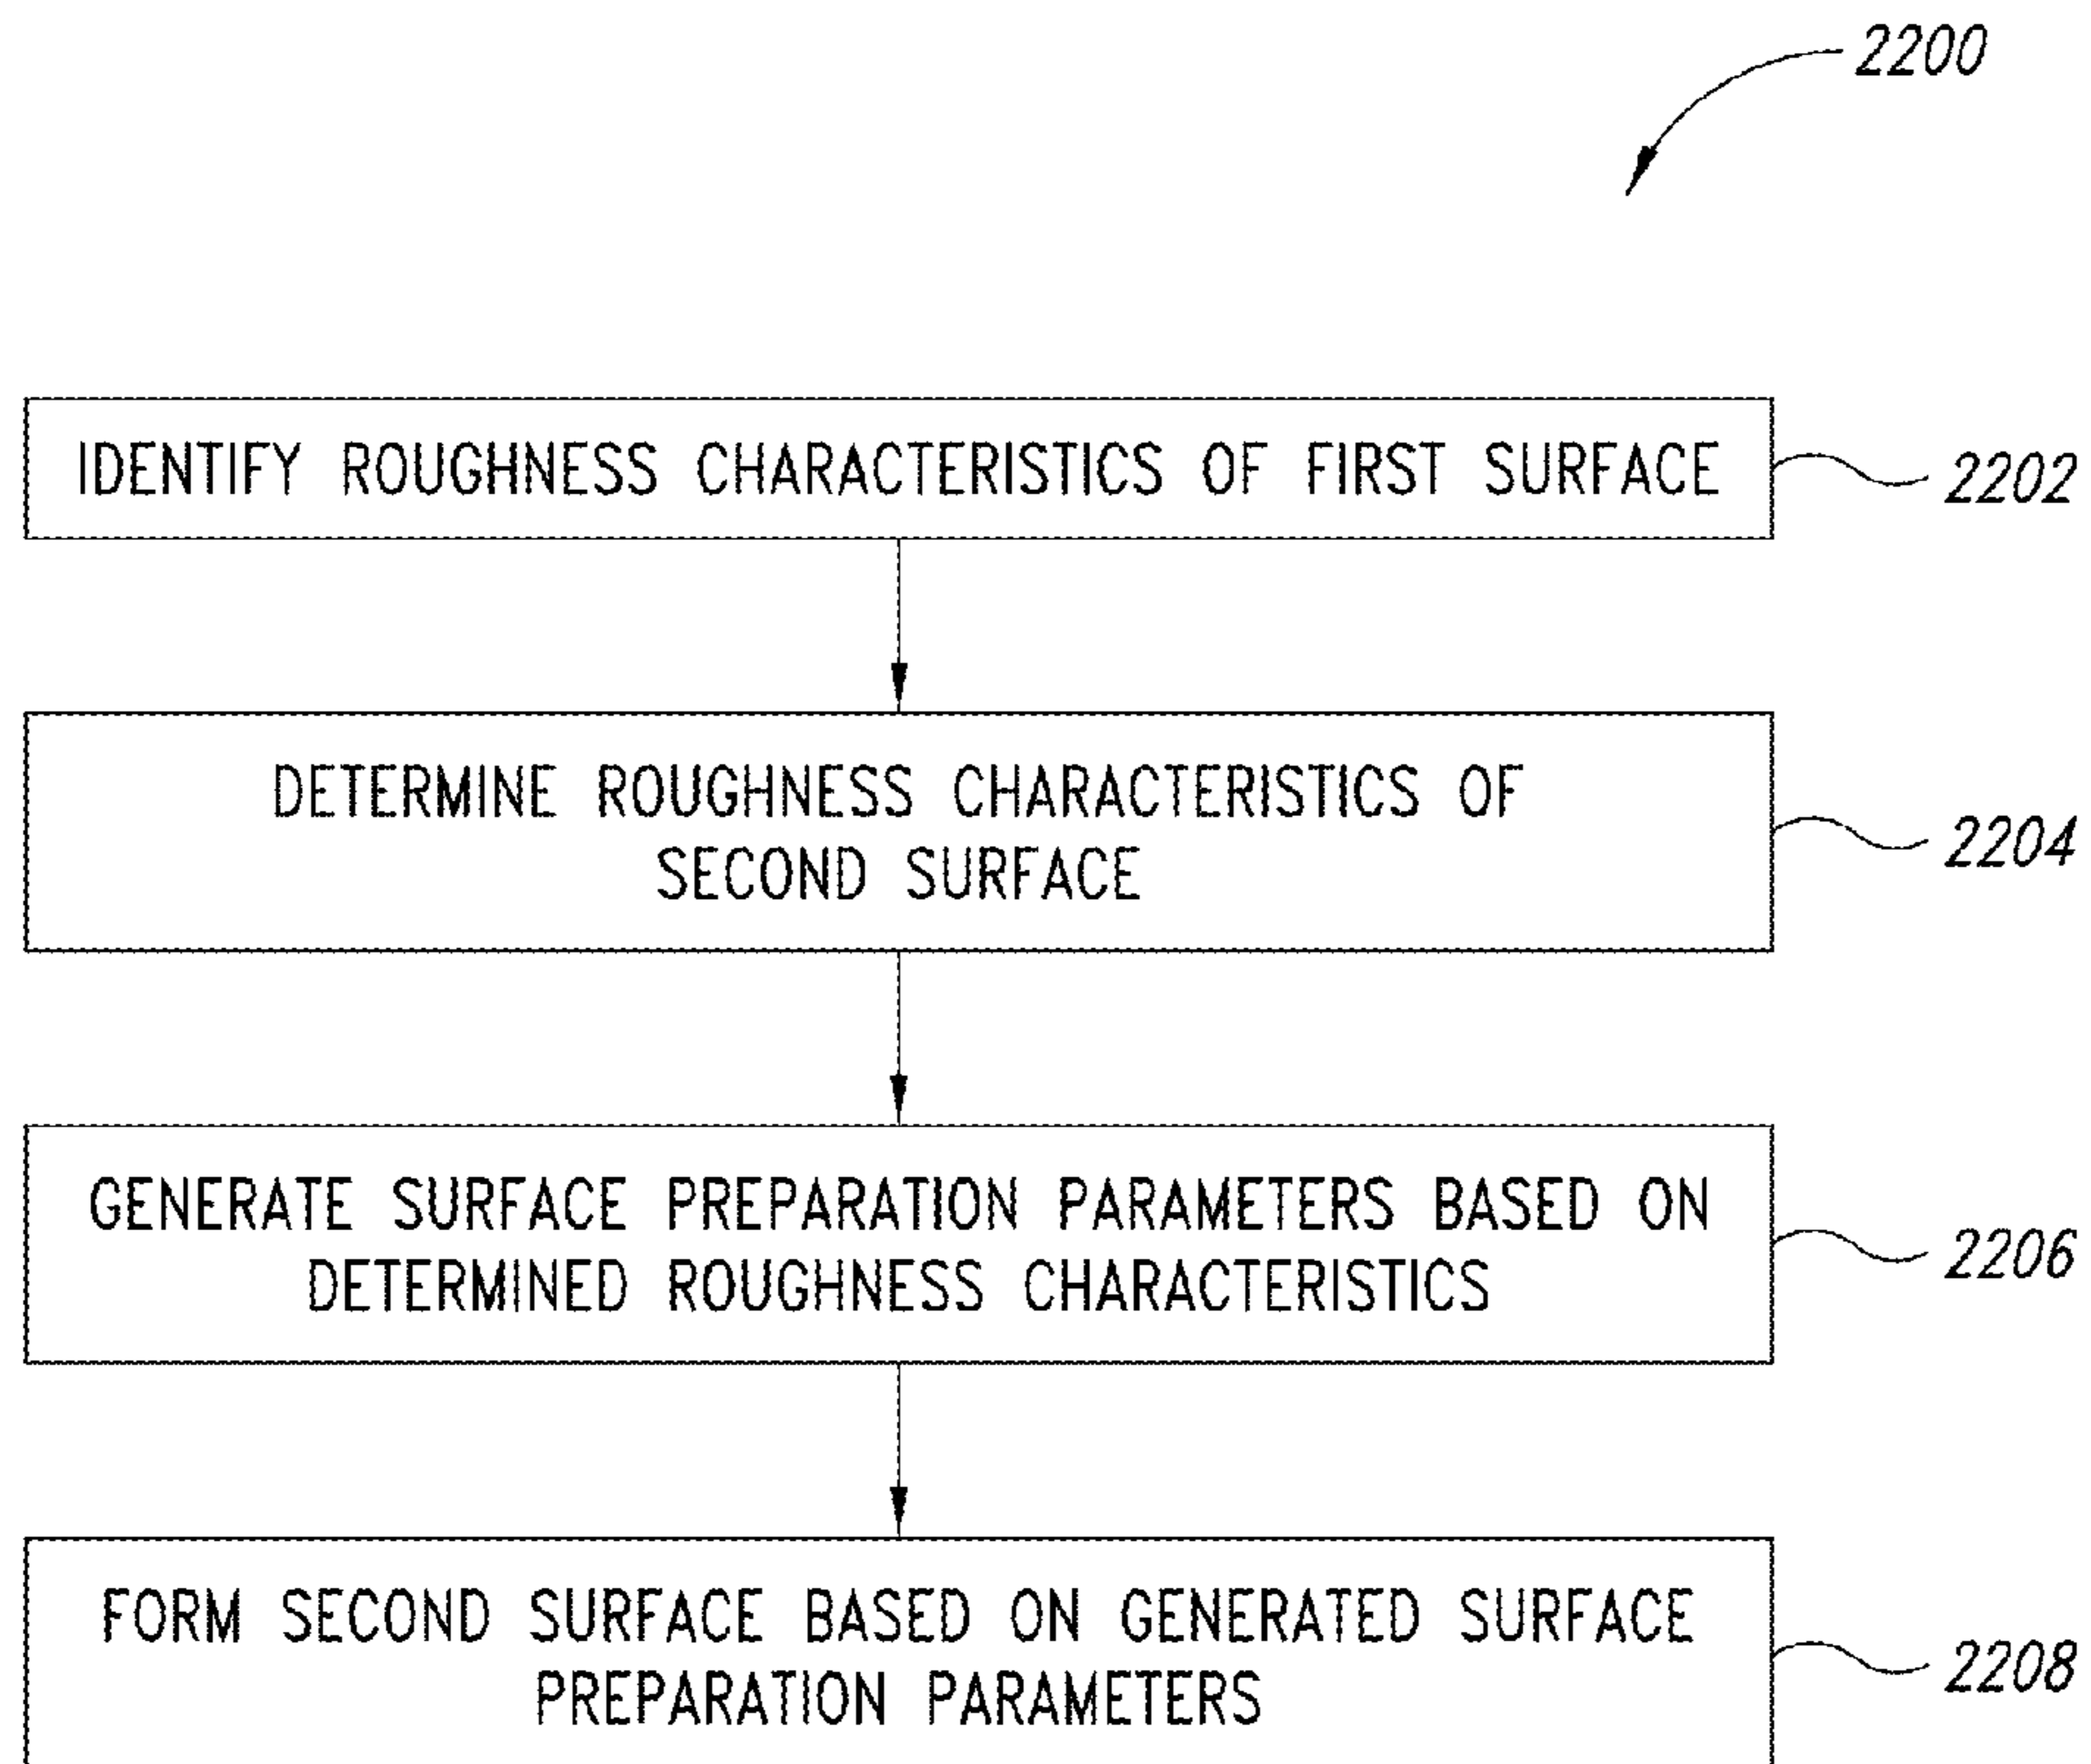 2200
IDENTIFY ROUGHNESS CHARACTERISTICS OF FIRST SURFACE
2202
DETERMINE ROUGHNESS CHARACTERISTICS OF
SECOND SURFACE
2204
GENERATE SURFACE PREPARATION PARAMETERS BASED ON
DETERMINED ROUGHNESS CHARACTERISTICS
2206
FORM SECOND SURFACE BASED ON GENERATED SURFACE
PREPARATION PARAMETERS
2208